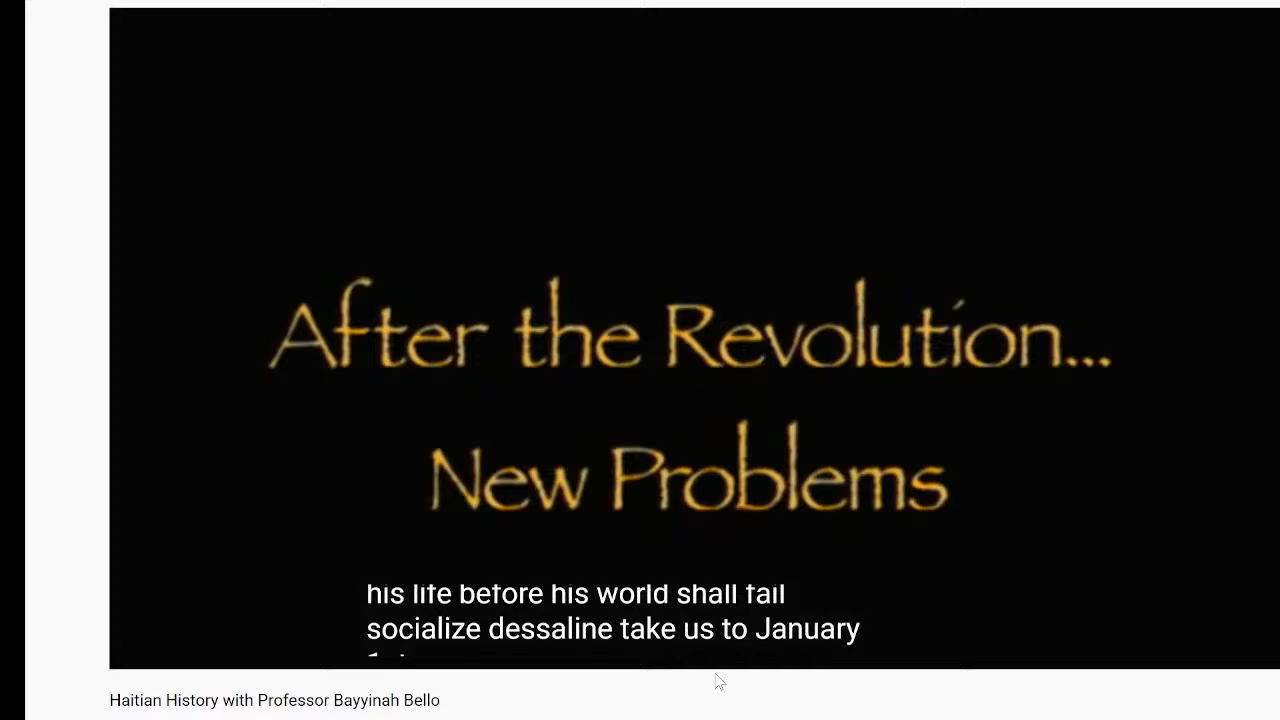 After the Revolution...
New Problems
his life before his world shall fail
socialize dessaline take us to January
Haitian History with Professor Bayyinah Bello